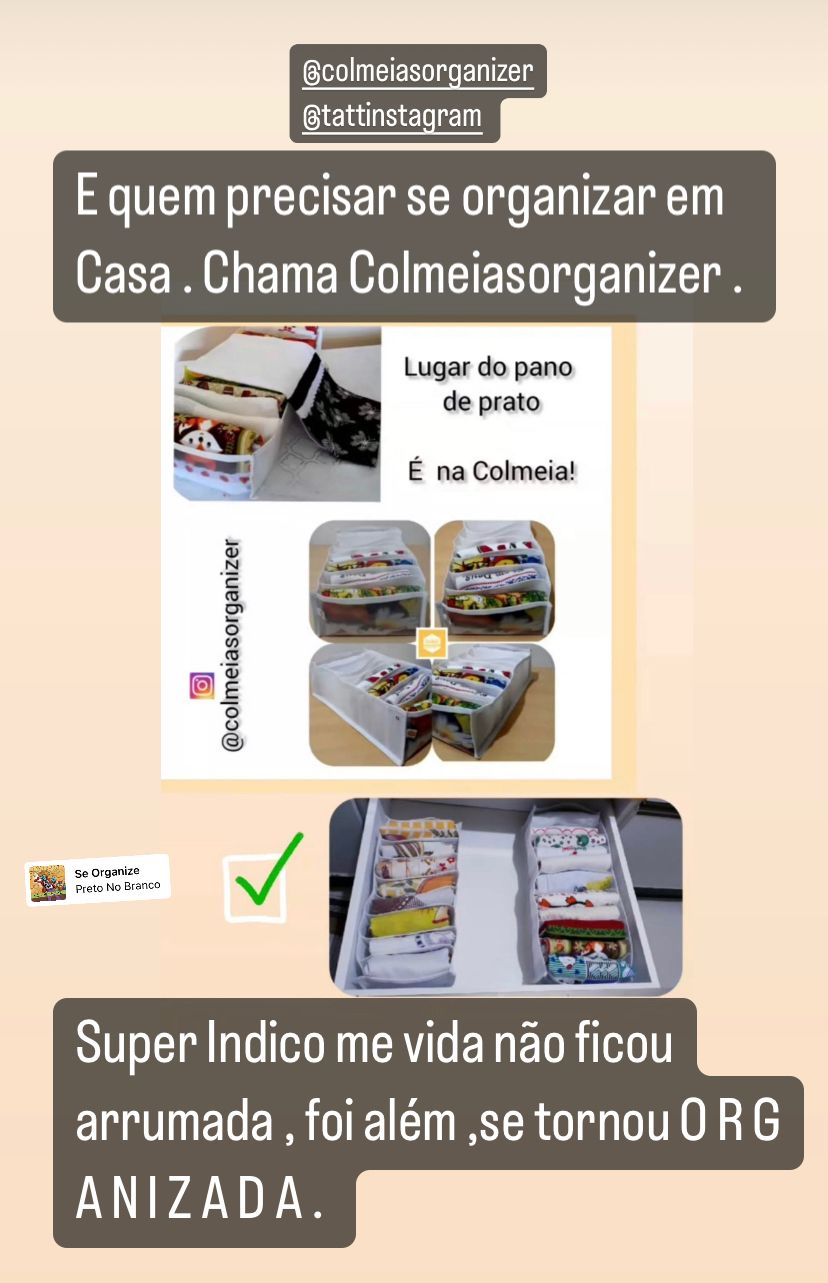 @colmeiasorganizer
@tattinstagram
E quem precisar se organizar em
Casa . Chama Colmeiasorganizer .
Lugar do pano
de prato
É na Colmeia!
@colmeiasorganizer
Se Organize
Preto No Branco
Super Indico me vida não ficou
arrumada , foi além ,se tornou O R G
A N I Z A D A .